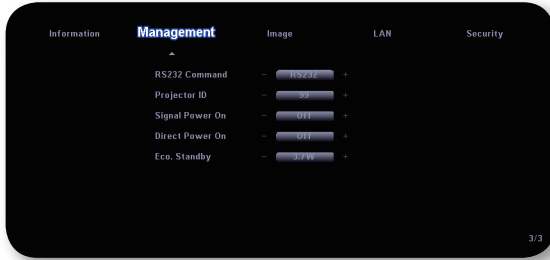 Information Management Image LAN Security
RS232 Command - RS232 +
Projector ID - 99 +
Signal Power On - Off +
Direct Power On - Off +
Eco. Standby - 3.7W +
3/3